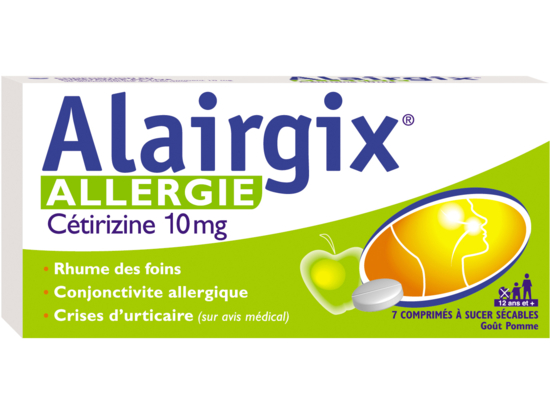 Alairgix®
Alairgix®
ALLERGIE
Cétirizine 10 mg
• Rhume des foins
• Conjonctivite allergique
• Crises d'urticaire (sur avis médical)
12 ans et +
7 COMPRIMÉS À SUCER SÉCABLES
Goût Pomme